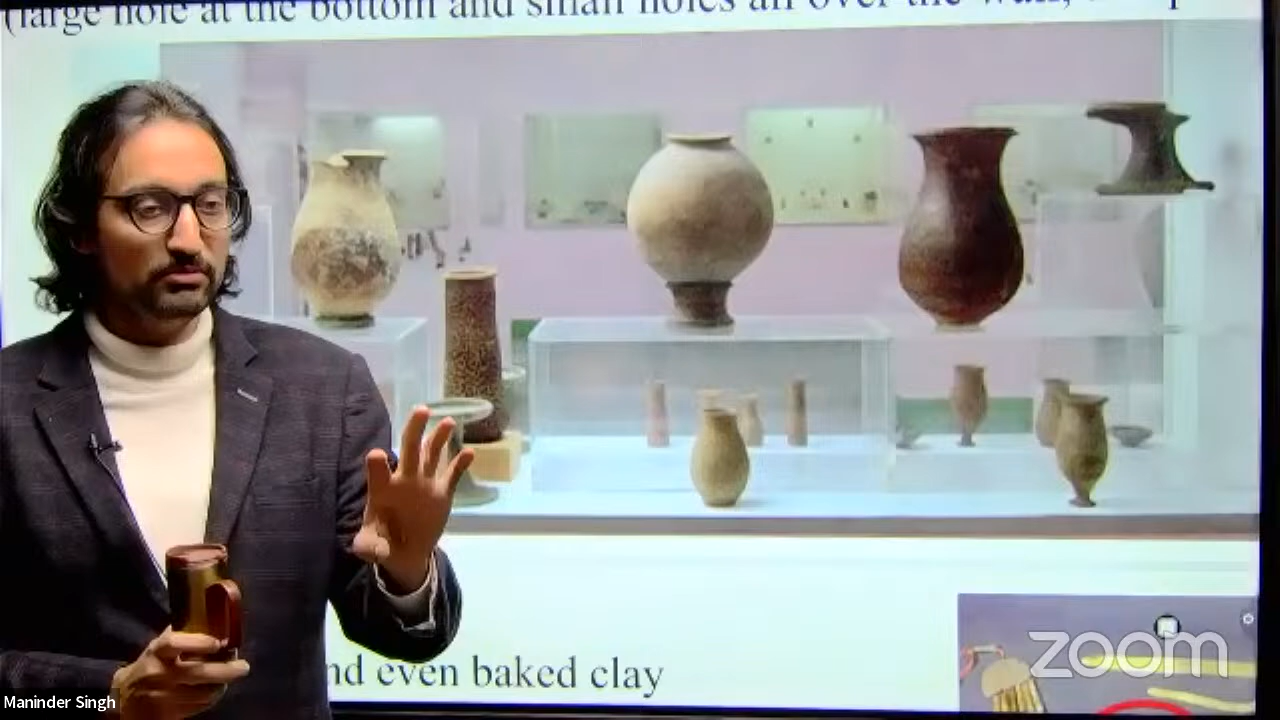 (large hole at the bottom and small holes all over the wall,
nd even baked clay
zoom
Maninder Singh